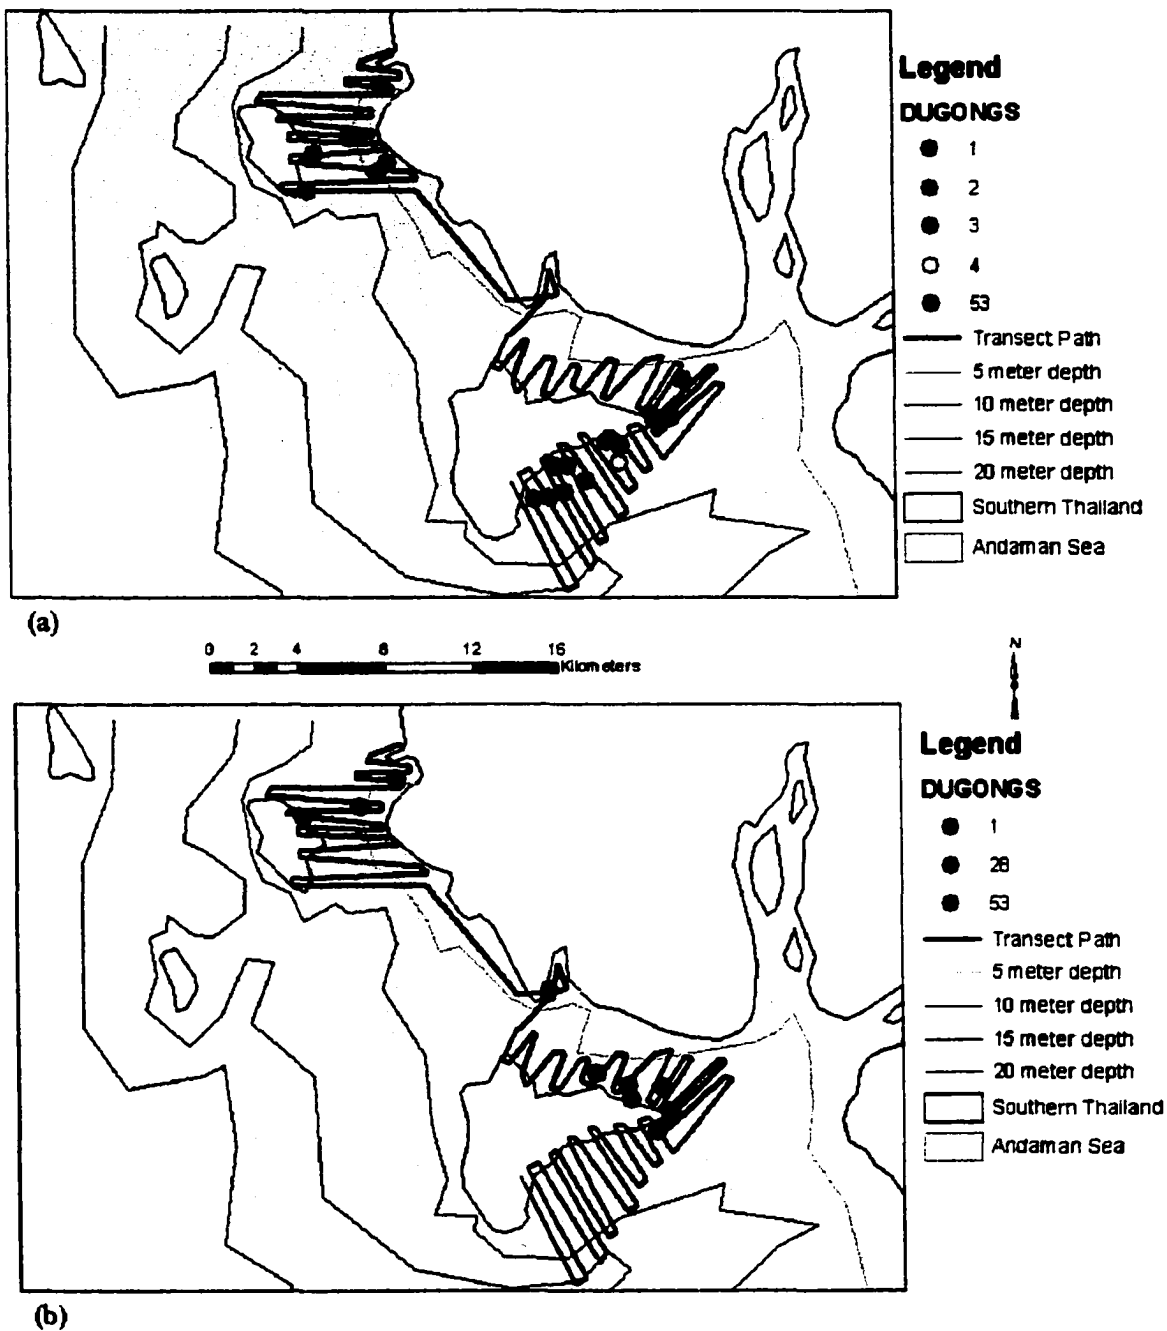 Legend
DUGONGS
1
2
3
4
53
Transect Path
5 meter depth
10 meter depth
15 meter depth
20 meter depth
Southern Thailand
Andaman Sea
(a)
0 2 4 8 12 16
Kilometers
N
Legend
DUGONGS
1
28
53
Transect Path
5 meter depth
10 meter depth
15 meter depth
20 meter depth
Southern Thailand
Andaman Sea
(b)